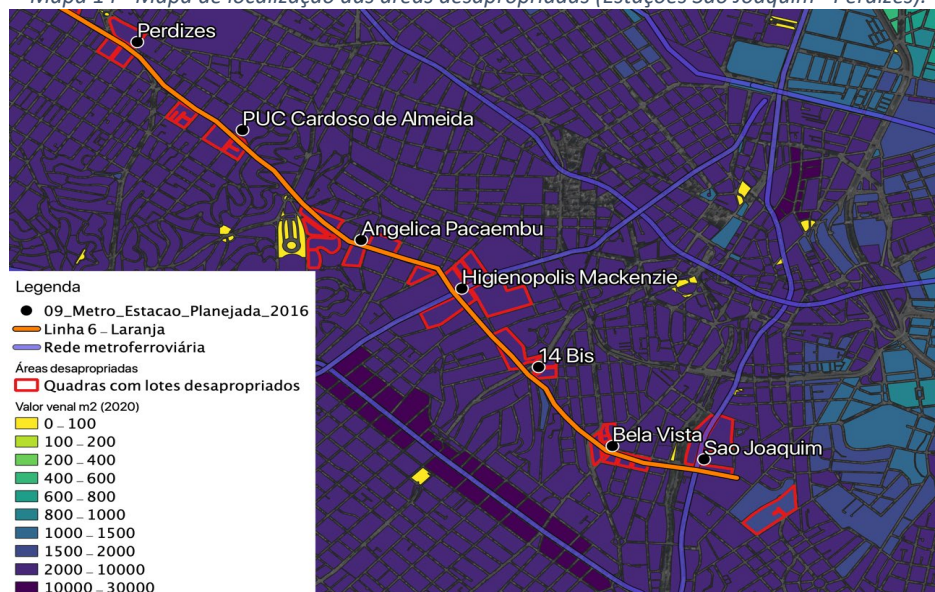 Mapa 14 - Mapa de localização das áreas desapropriadas (Estações São Joaquim - Perdizes).
Perdizes
PUC Cardoso de Almeida
Angelica Pacaembu
Higienopolis Mackenzie
14 Bis
Bela Vista
Sao Joaquim
Legenda
09_Metro_Estacao_Planejada_2016
Linha 6 – Laranja
Rede metroferroviária
Áreas desapropriadas
Quadras com lotes desapropriados
Valor venal m2 (2020)
0 – 100
100 – 200
200 – 400
400 – 600
600 – 800
800 – 1000
1000 – 1500
1500 – 2000
2000 – 10000
10000 – 30000